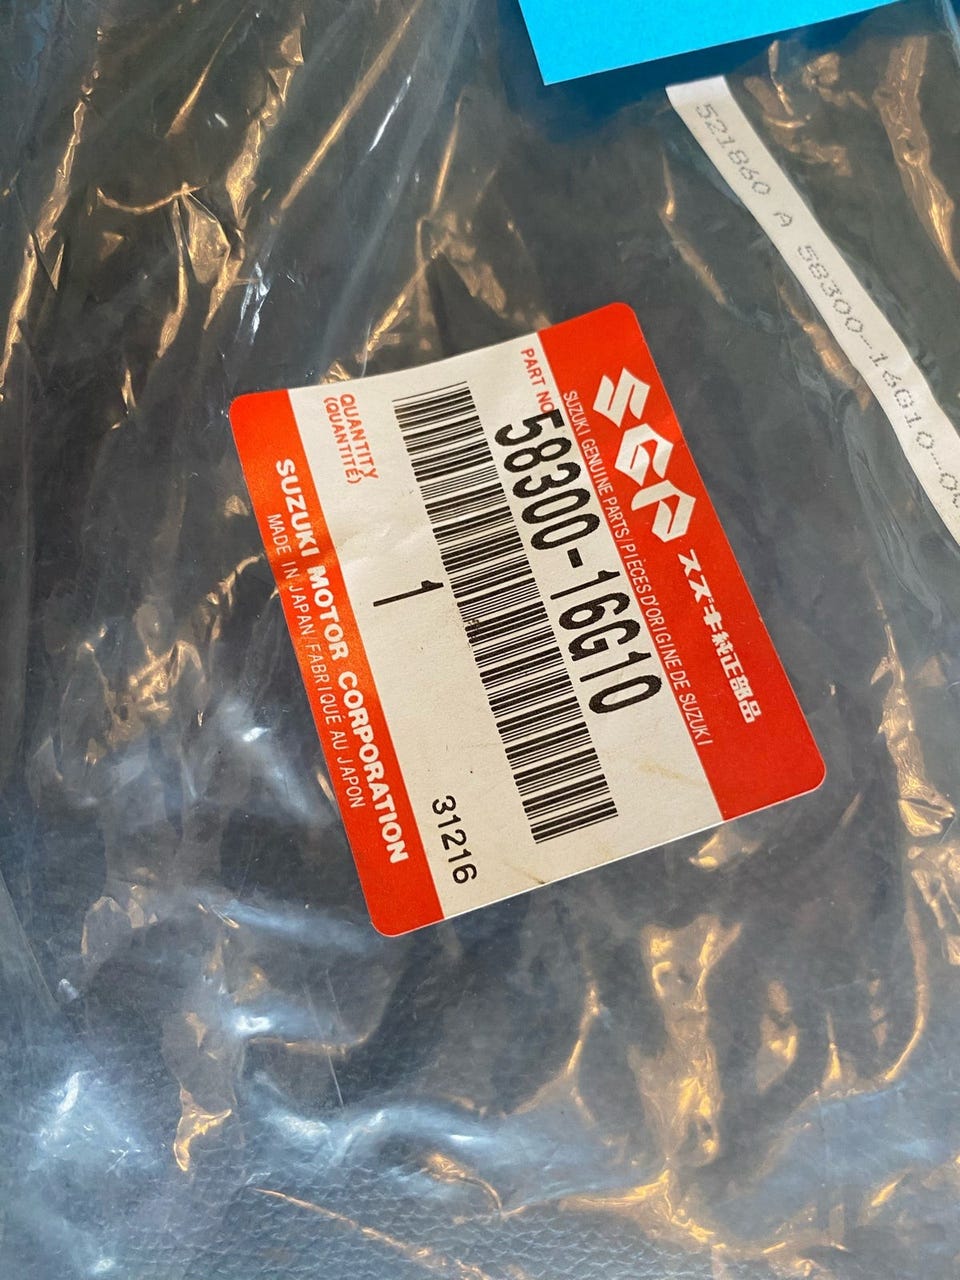 521860 A 58300-16G10-00
SGP スズキ純正部品
SUZUKI GENUINE PARTS/PIÈCES D'ORIGINE DE SUZUKI
PART NO
58300-16G10
QUANTITY
(QUANTITÉ)
1
31216
SUZUKI MOTOR CORPORATION
MADE IN JAPAN/FABRIQUÉ AU JAPON